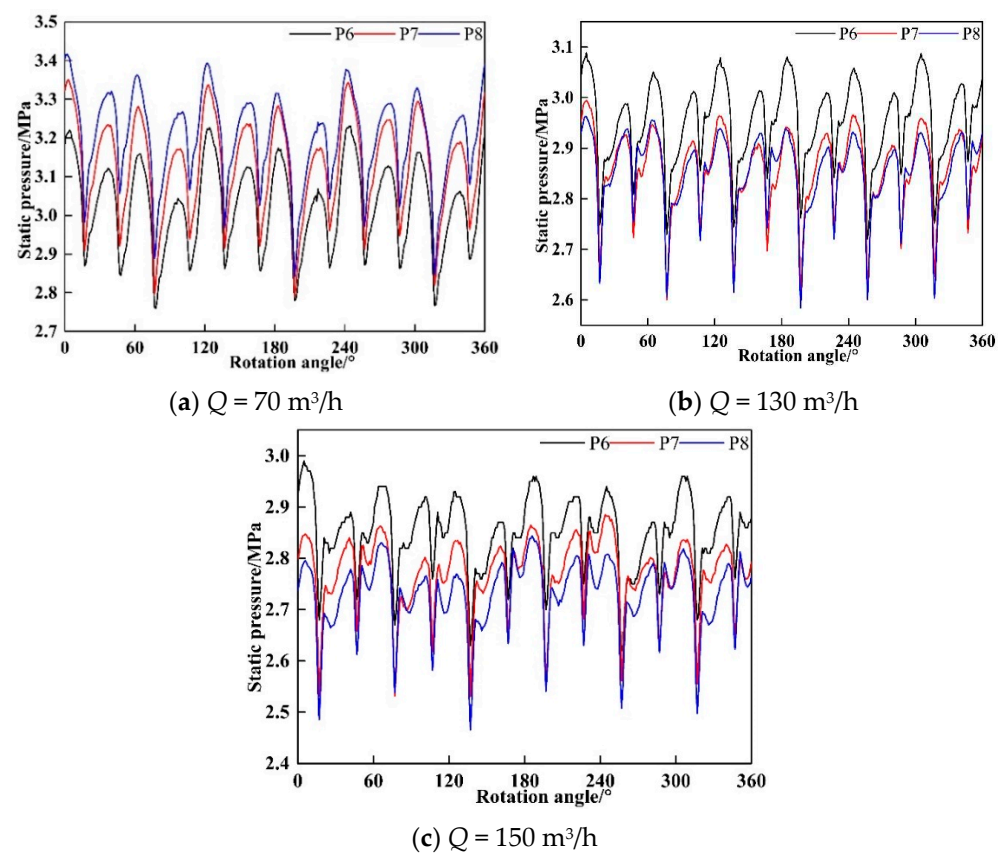 P6 P7 P8
3.5
3.4
3.3
3.2
3.1
3.0
2.9
2.8
2.7
Static pressure/MPa
0 60 120 180 240 300 360
Rotation angle/°
(a) Q = 70 m³/h
P6 P7 P8
3.1
3.0
2.9
2.8
2.7
2.6
Static pressure/MPa
0 60 120 180 240 300 360
Rotation angle/°
(b) Q = 130 m³/h
P6 P7 P8
3.0
2.9
2.8
2.7
2.6
2.5
2.4
Static pressure/MPa
0 60 120 180 240 300 360
Rotation angle/°
(c) Q = 150 m³/h